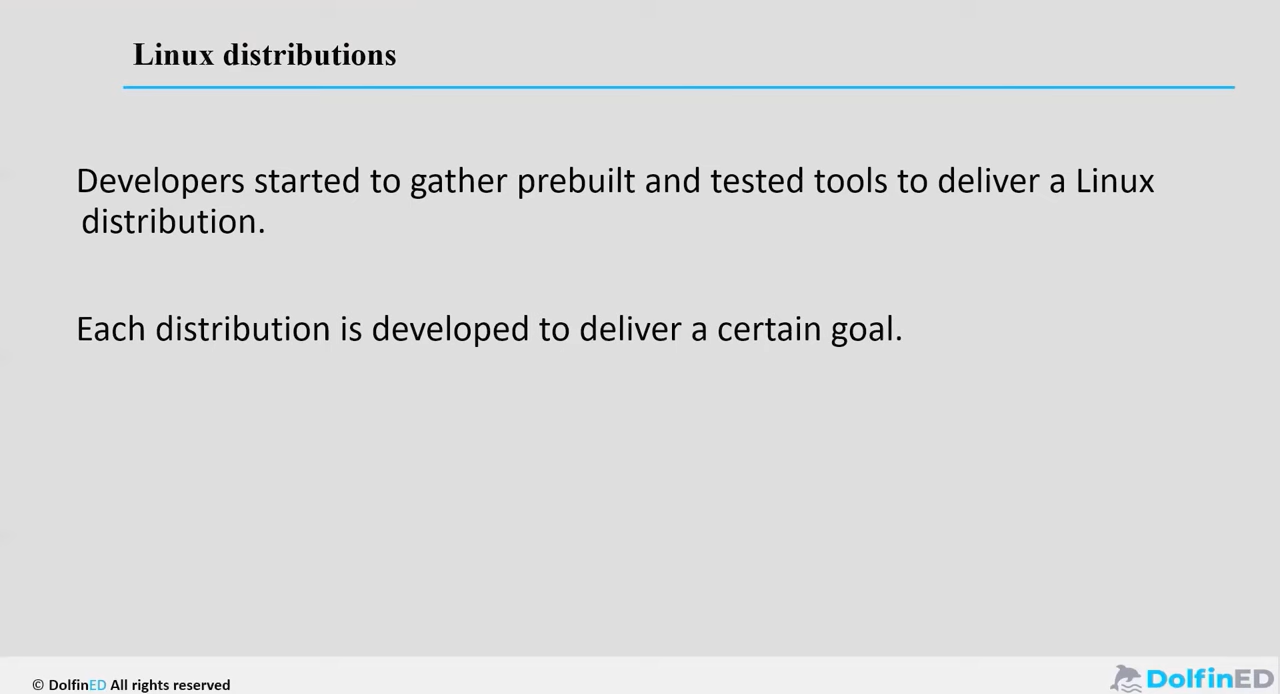 Linux distributions
Developers started to gather prebuilt and tested tools to deliver a Linux
distribution.
Each distribution is developed to deliver a certain goal.
© DolfinED All rights reserved
DolfinED